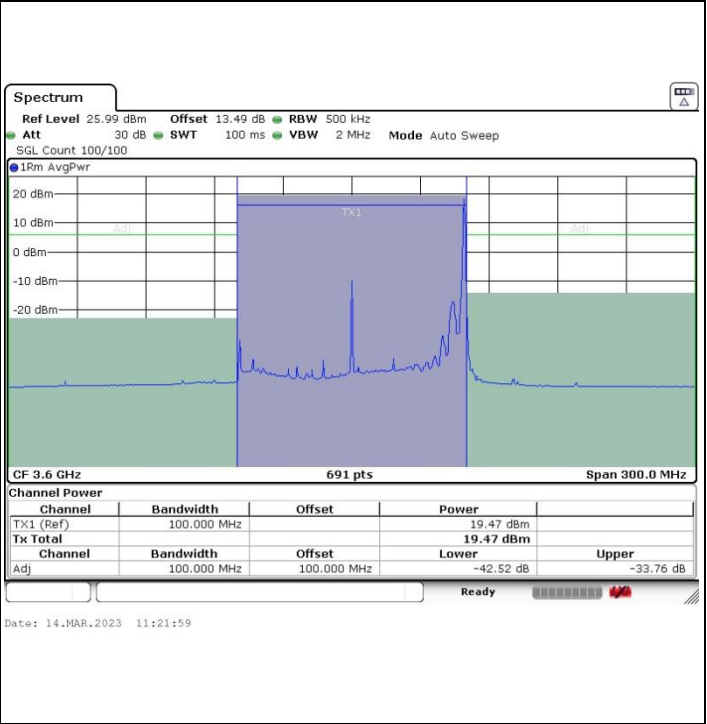 Spectrum
Ref Level 25.99 dBm Offset 13.49 dB RBW 500 kHz
Att 30 dB SWT 100 ms VBW 2 MHz Mode Auto Sweep
SGL Count 100/100
1Rm AvgPwr
20 dBm
TX1
10 dBm
Adj Adj
0 dBm
-10 dBm
-20 dBm
CF 3.6 GHz 691 pts Span 300.0 MHz
Channel Power
Channel Bandwidth Offset Power
TX1 (Ref) 100.000 MHz 19.47 dBm
Tx Total 19.47 dBm
Channel Bandwidth Offset Lower Upper
Adj 100.000 MHz 100.000 MHz -42.52 dB -33.76 dB
Ready
Date: 14.MAR.2023 11:21:59